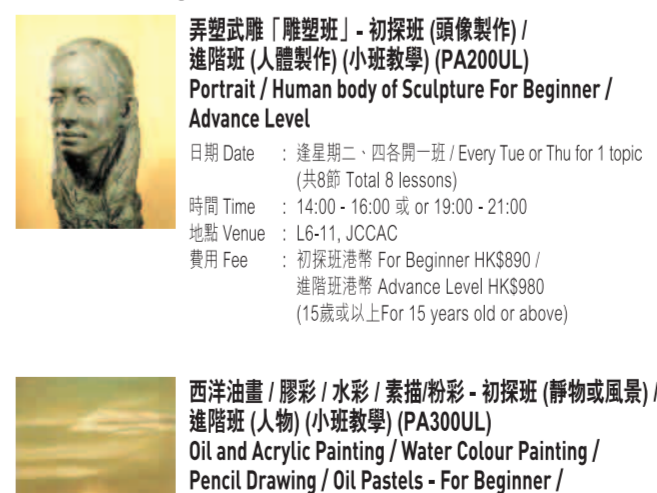 弄塑武雕「雕塑班」- 初探班 (頭像製作) /
進階班 (人體製作) (小班教學) (PA200UL)
Portrait / Human body of Sculpture For Beginner /
Advance Level
日期 Date : 逢星期二、四各開一班 / Every Tue or Thu for 1 topic
(共8節 Total 8 lessons)
時間 Time : 14:00 - 16:00 或 or 19:00 - 21:00
地點 Venue : L6-11, JCCAC
費用 Fee : 初探班港幣 For Beginner HK$890 /
進階班港幣 Advance Level HK$980
(15歲或以上For 15 years old or above)
西洋油畫 / 膠彩 / 水彩 / 素描/粉彩 - 初探班 (靜物或風景) /
進階班 (人物) (小班教學) (PA300UL)
Oil and Acrylic Painting / Water Colour Painting /
Pencil Drawing / Oil Pastels - For Beginner /